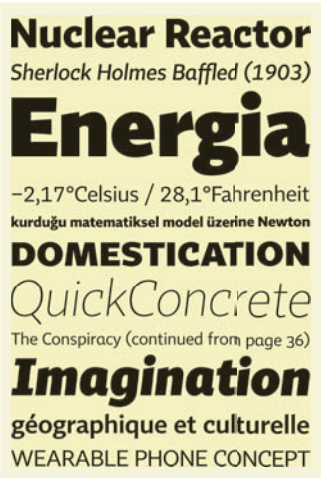 Nuclear Reactor
Sherlock Holmes Baffled (1903)
Energia
–2,17°Celsius / 28,1°Fahrenheit
kurduğu matematiksel model üzerine Newton
DOMESTICATION
QuickConcrete
The Conspiracy (continued from page 36)
Imagination
géographique et culturelle
WEARABLE PHONE CONCEPT